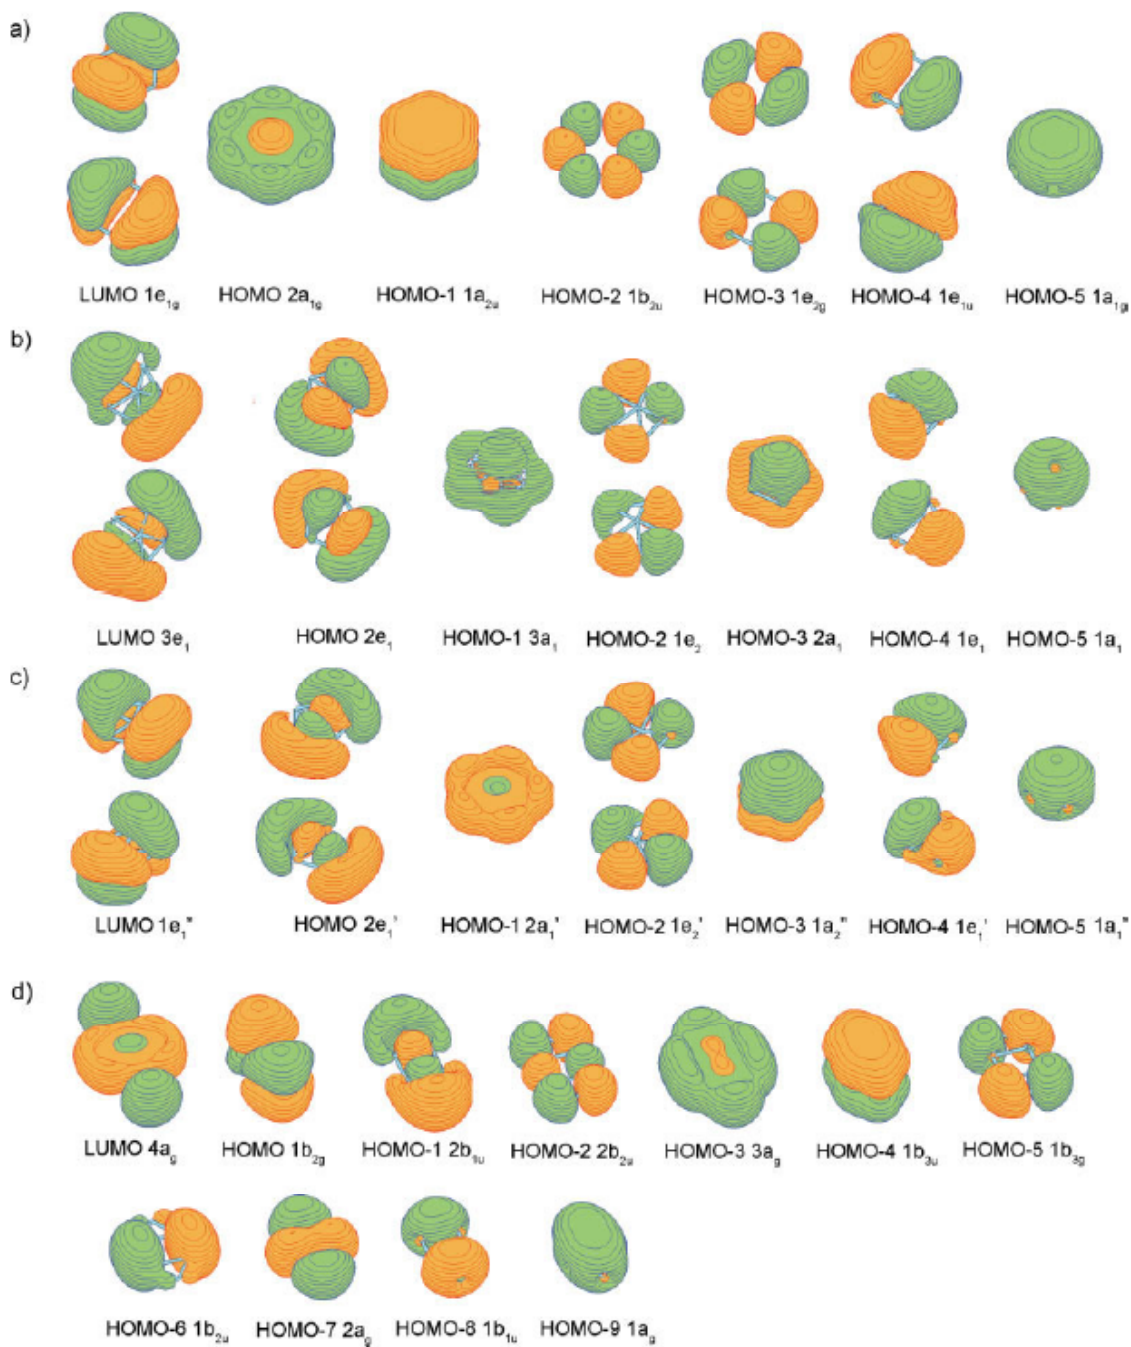 a)
LUMO 1e1g HOMO 2a1g HOMO-1 1a2u HOMO-2 1b2u HOMO-3 1e2g HOMO-4 1e1u HOMO-5 1a1g
b)
LUMO 3e1 HOMO 2e1 HOMO-1 3a1 HOMO-2 1e2 HOMO-3 2a1 HOMO-4 1e1 HOMO-5 1a1
c)
LUMO 1e1" HOMO 2e1' HOMO-1 2a1' HOMO-2 1e2' HOMO-3 1a2" HOMO-4 1e1' HOMO-5 1a1"
d)
LUMO 4ag HOMO 1b2g HOMO-1 2b1u HOMO-2 2b2u HOMO-3 3ag HOMO-4 1b3u HOMO-5 1b3g
HOMO-6 1b2u HOMO-7 2ag HOMO-8 1b1u HOMO-9 1ag